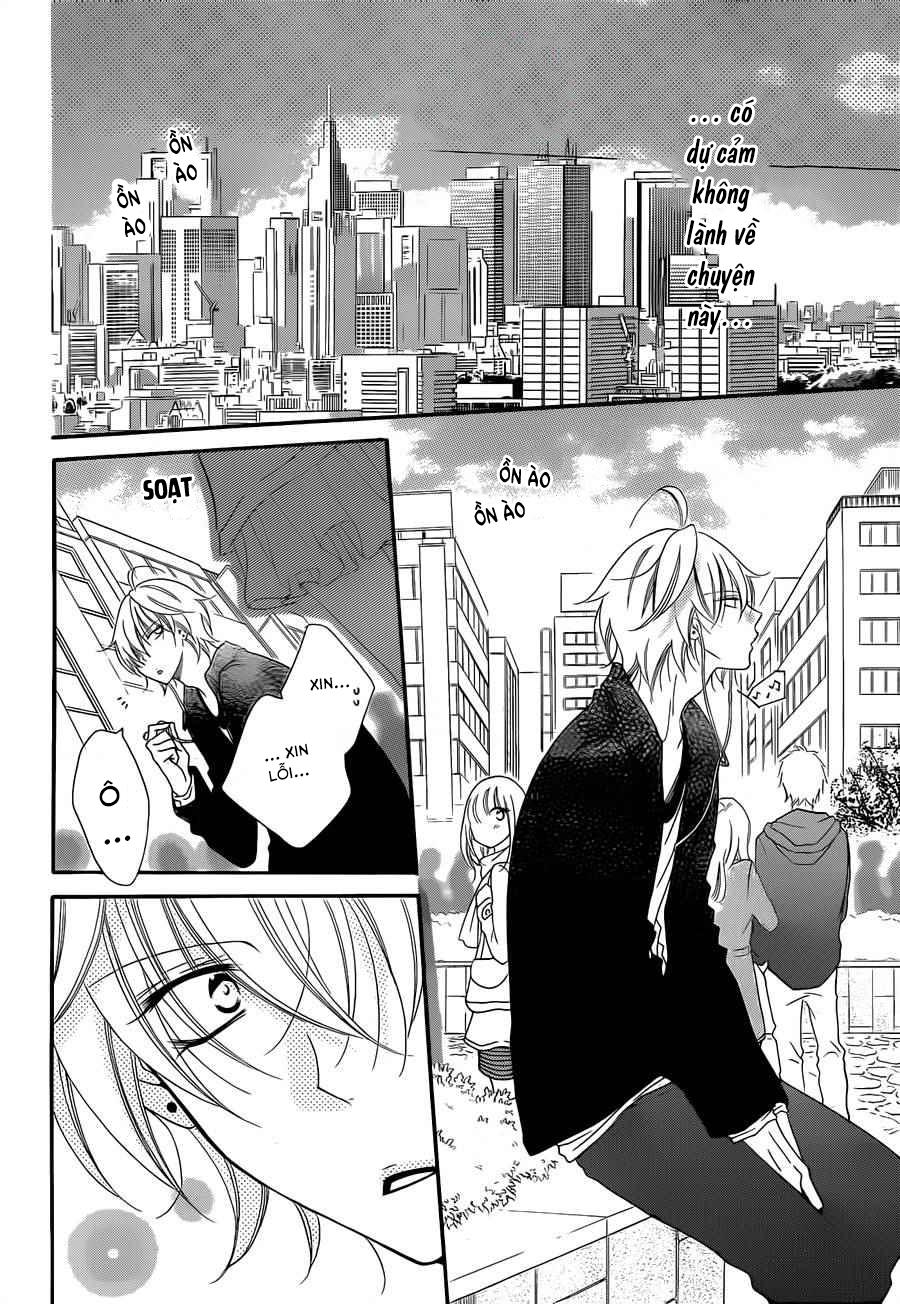 ... có
dự cảm
không
lành về
chuyện
này...
ỒN
ÀO
ỒN
ÀO
ỒN ÀO
ỒN ÀO
SOẠT
XIN...
... XIN
LỖI...
Ô
...